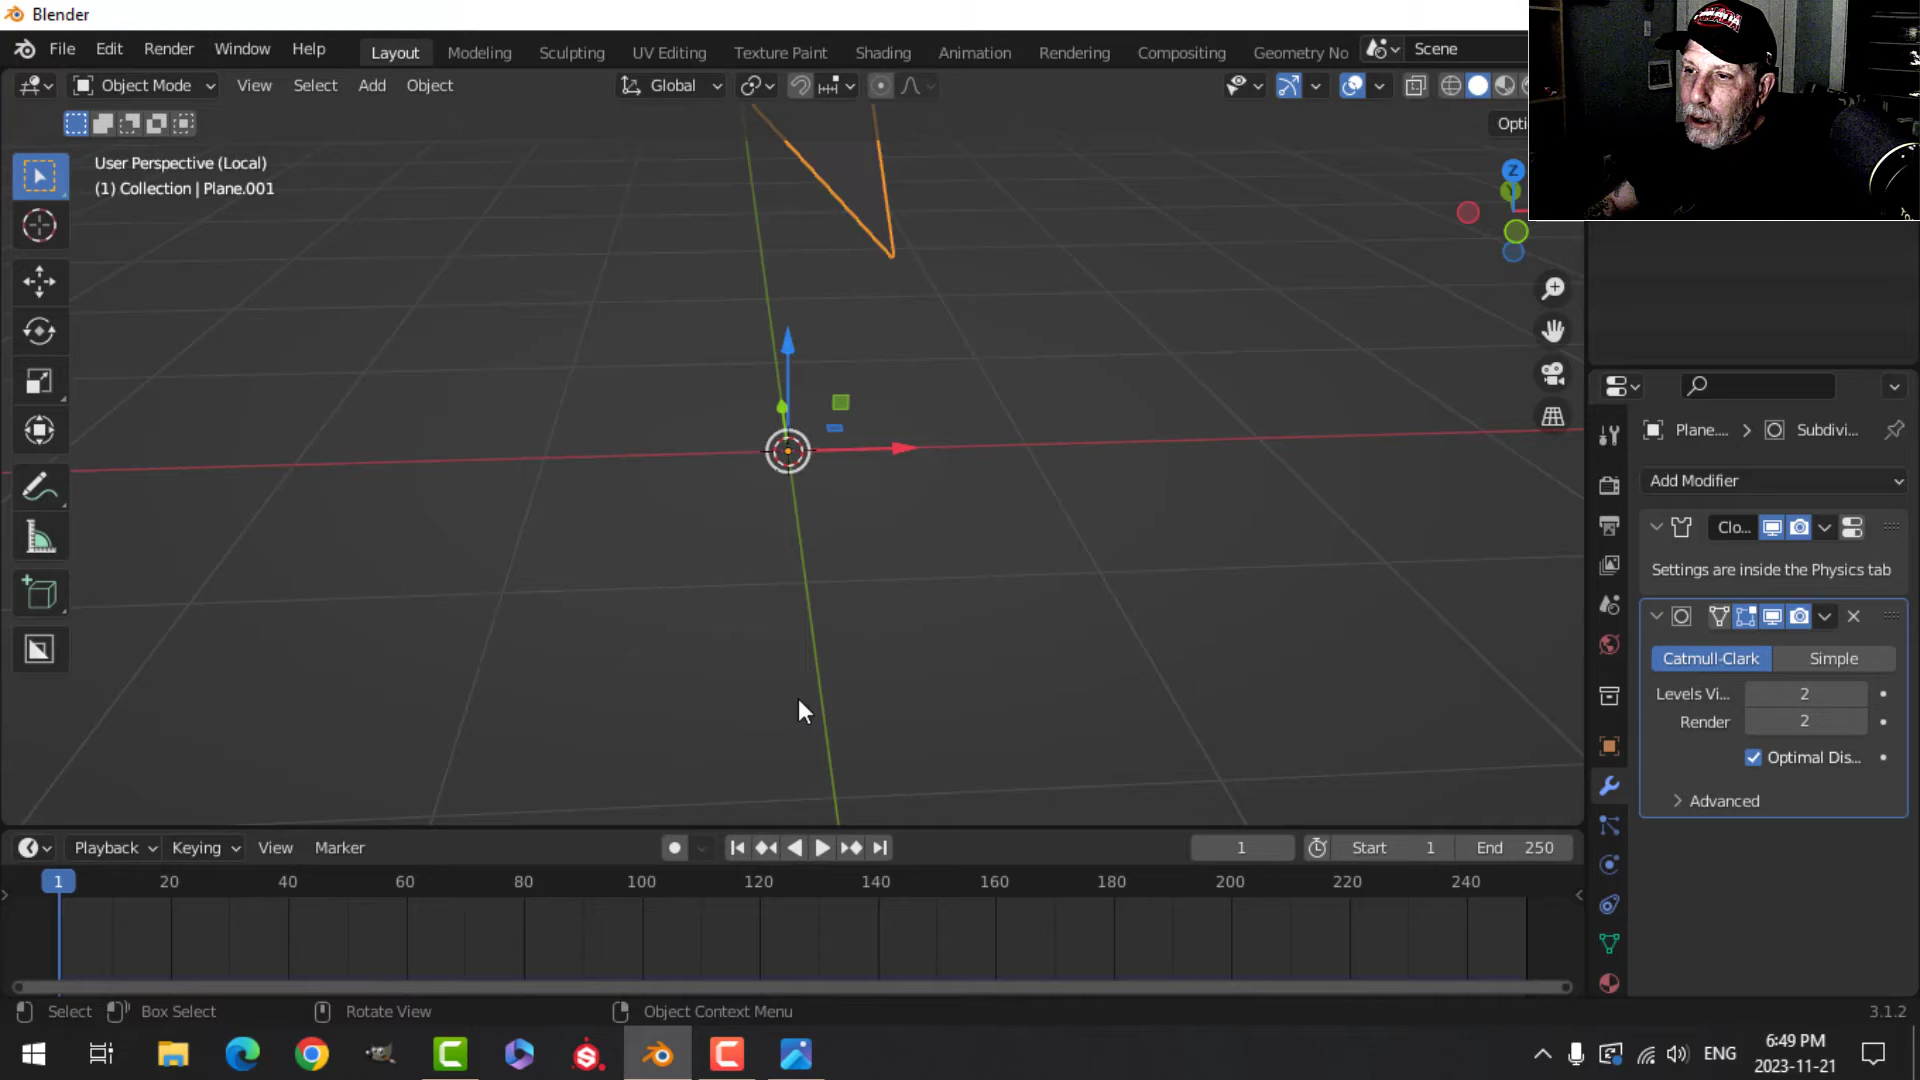 Blender
File Edit Render Window Help Layout Modeling Sculpting UV Editing Texture Paint Shading Animation Rendering Compositing Geometry No Scene
Object Mode View Select Add Object Global
Opti
User Perspective (Local)
(1) Collection | Plane.001
Z
Y
Plane.... > Subdivi...
Add Modifier
Clo...
Settings are inside the Physics tab
Catmull-Clark Simple
Levels Vi... 2
Render 2
Optimal Dis...
Advanced
Playback Keying View Marker 1 Start 1 End 250
1 20 40 60 80 100 120 140 160 180 200 220 240
Select Box Select Rotate View Object Context Menu 3.1.2
ENG 6:49 PM
2023-11-21